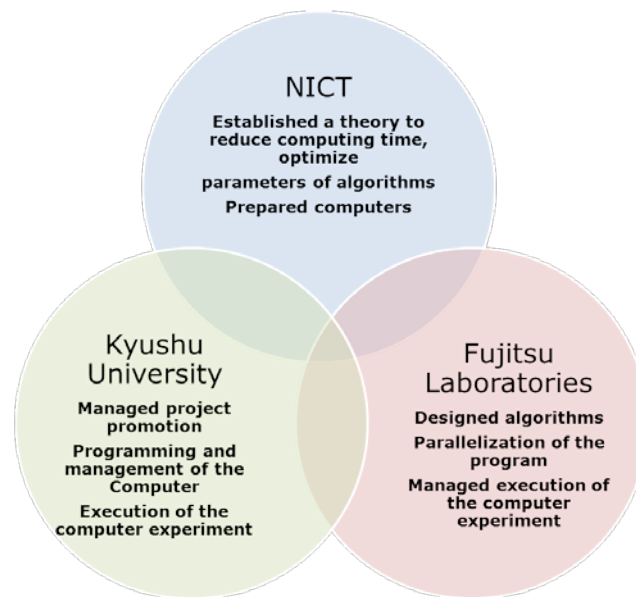 NICT
Established a theory to
reduce computing time,
optimize
parameters of algorithms
Prepared computers
Kyushu
University
Managed project
promotion
Programming and
management of the
Computer
Execution of the
computer experiment
Fujitsu
Laboratories
Designed algorithms
Parallelization of the
program
Managed execution of
the computer
experiment